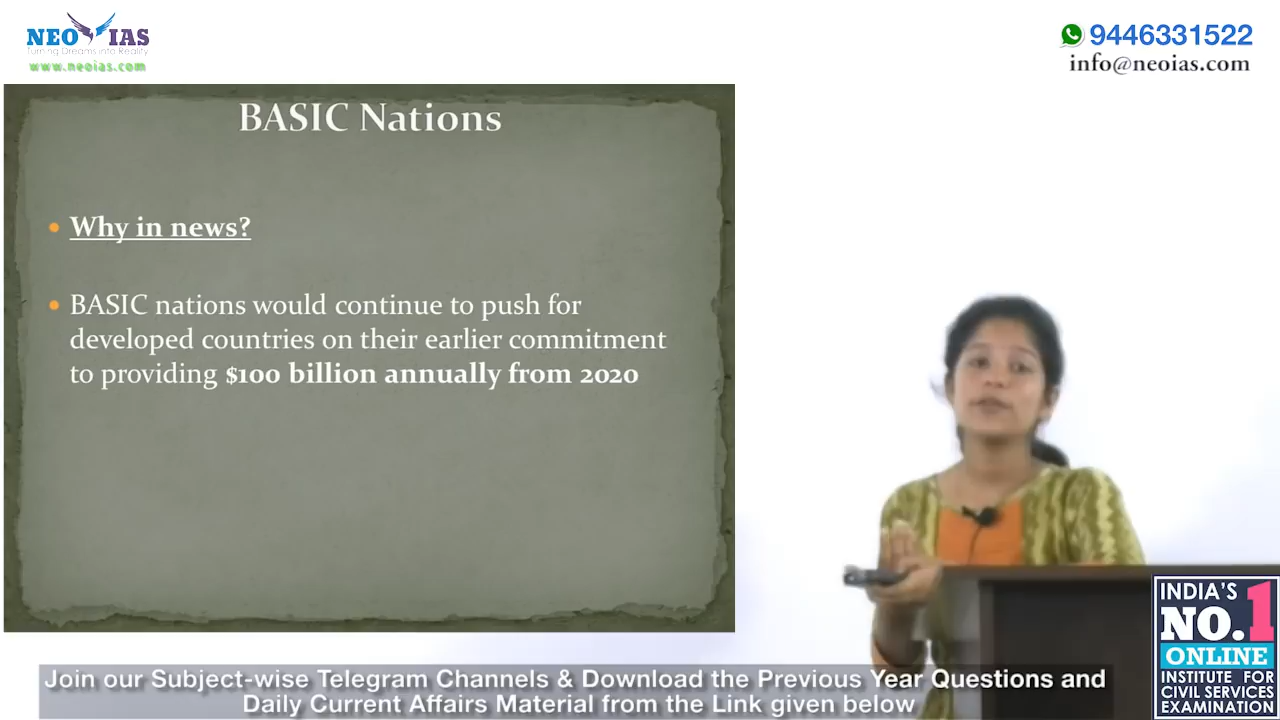 NEO IAS
Turning Dreams into Reality
www.neoias.com
9446331522
info@neoias.com
BASIC Nations
• Why in news?
• BASIC nations would continue to push for
developed countries on their earlier commitment
to providing $100 billion annually from 2020
INDIA'S
NO.1
ONLINE
INSTITUTE FOR
CIVIL SERVICES
EXAMINATION
Join our Subject-wise Telegram Channels & Download the Previous Year Questions and
Daily Current Affairs Material from the Link given below